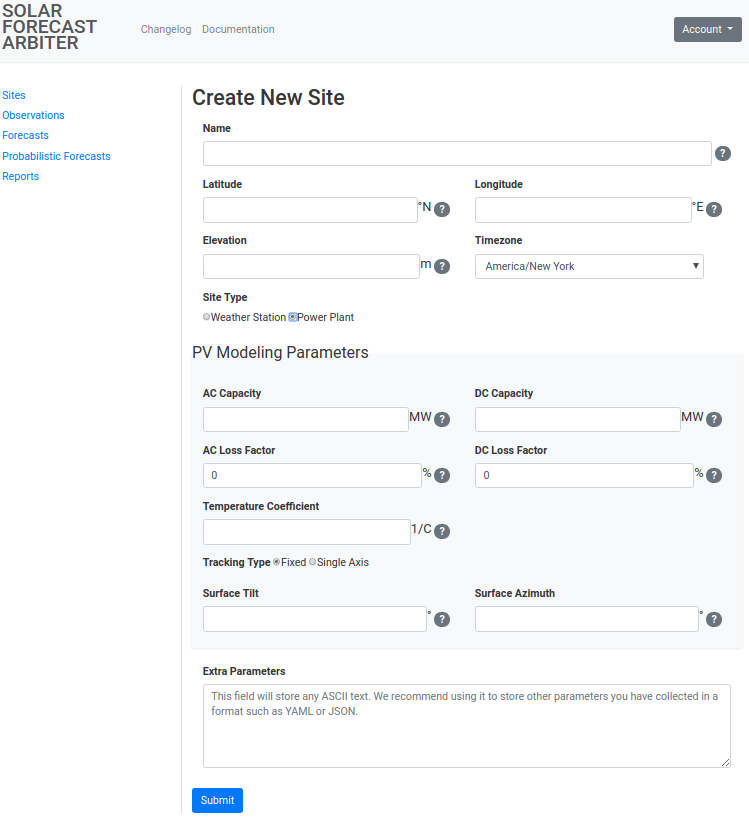 SOLAR
FORECAST
ARBITER
Changelog Documentation
Account
Sites
Observations
Forecasts
Probabilistic Forecasts
Reports
Create New Site
Name
?
Latitude Longitude
°N ? °E ?
Elevation Timezone
m ? America/New York
Site Type
Weather Station Power Plant
PV Modeling Parameters
AC Capacity DC Capacity
MW ? MW ?
AC Loss Factor DC Loss Factor
0 % ? 0 % ?
Temperature Coefficient
1/C ?
Tracking Type Fixed Single Axis
Surface Tilt Surface Azimuth
° ? ° ?
Extra Parameters
This field will store any ASCII text. We recommend using it to store other parameters you have collected in a
format such as YAML or JSON.
Submit